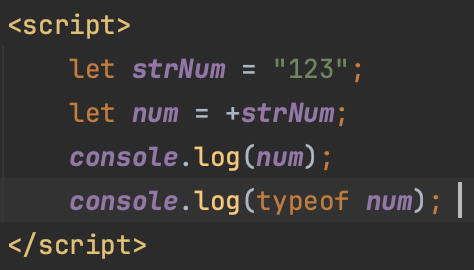 <script>
let strNum = "123";
let num = +strNum;
console.log(num);
console.log(typeof num);
</script>